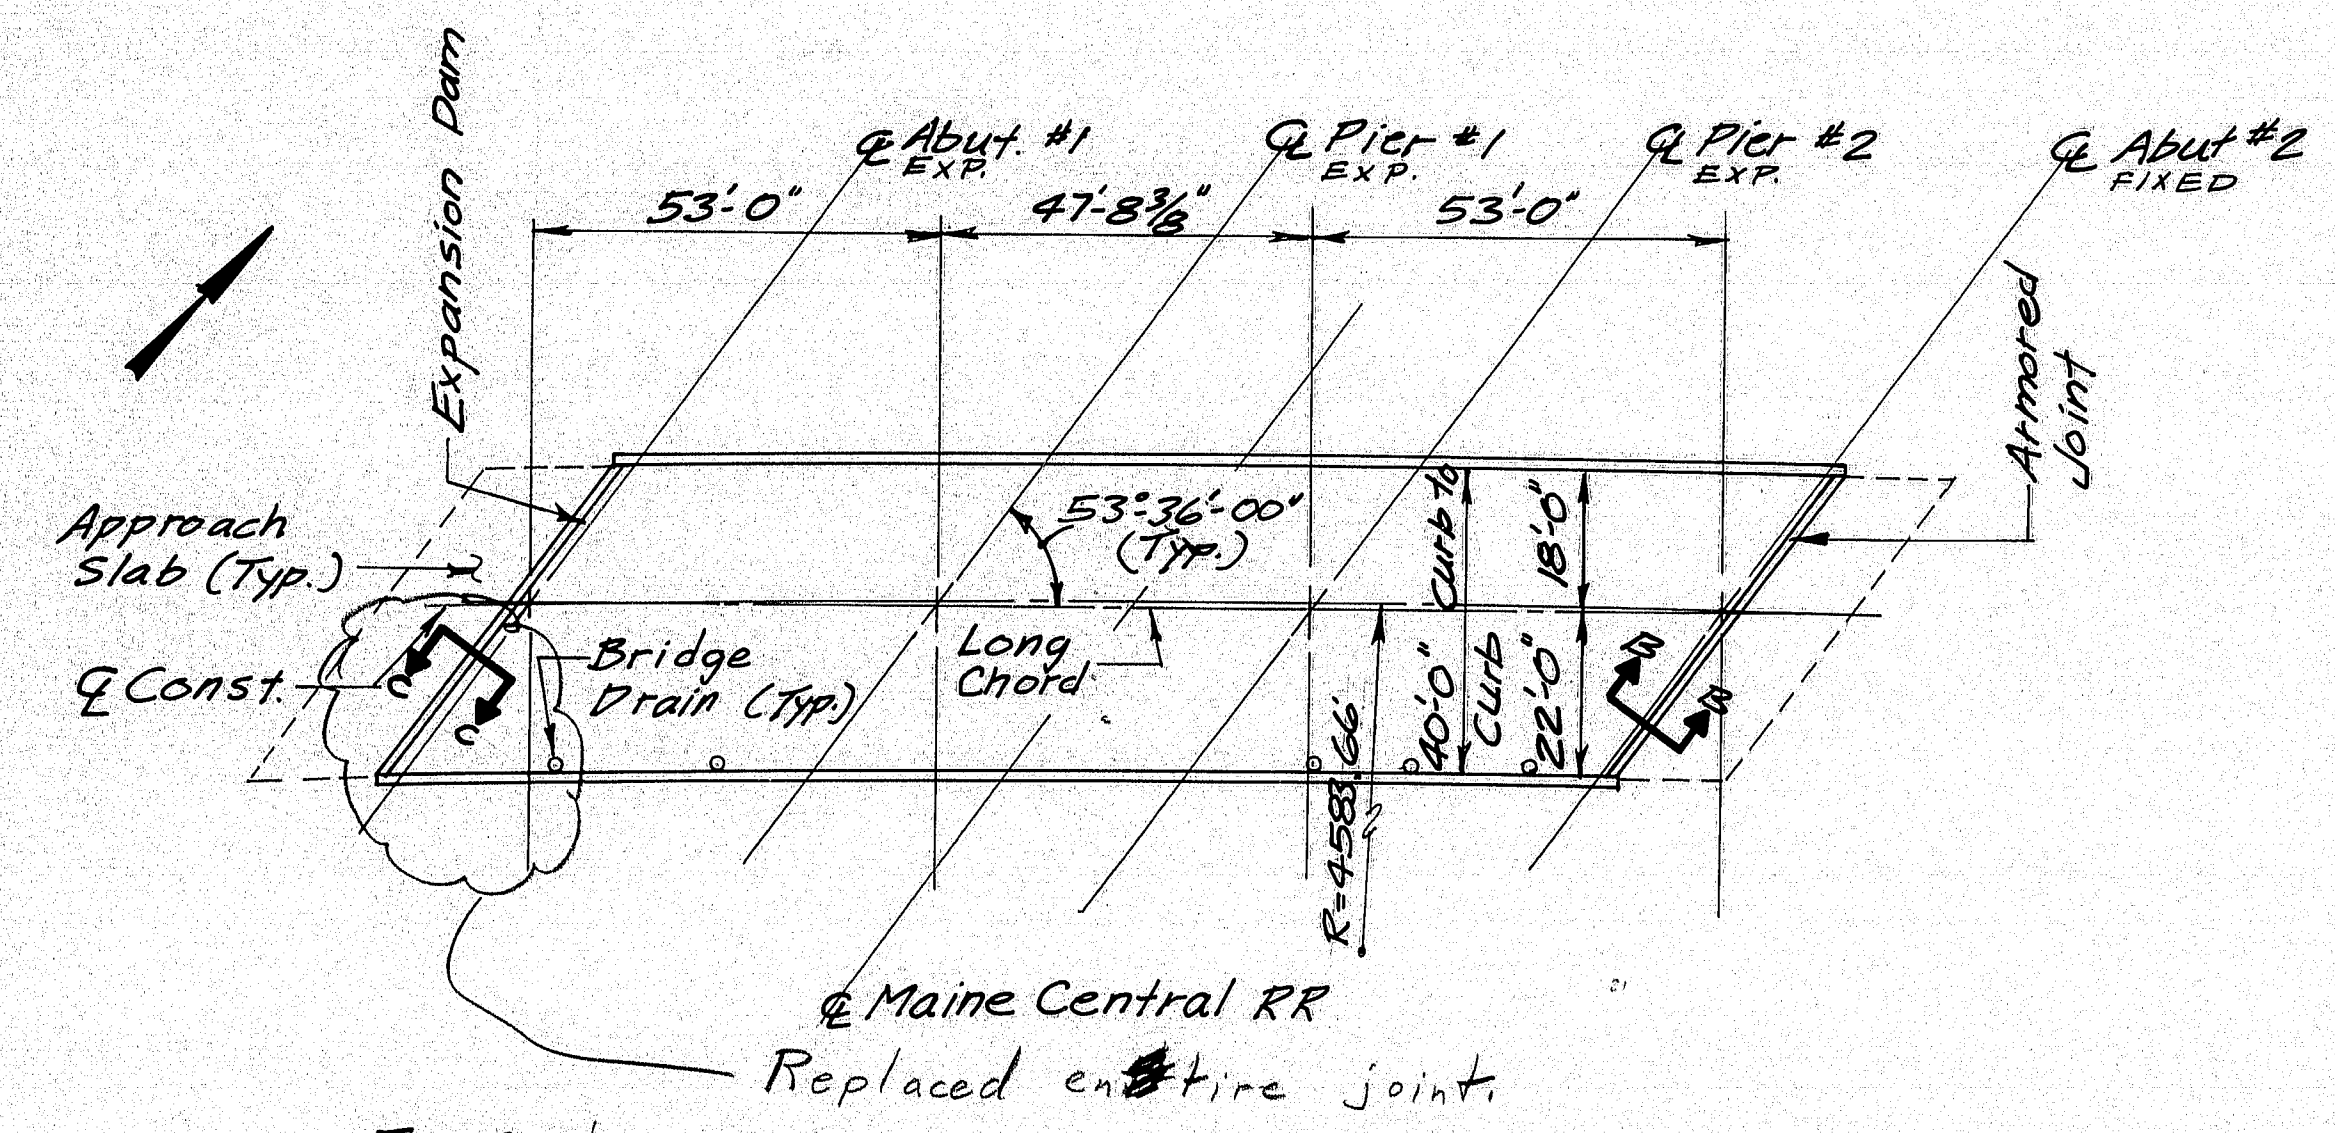 Expansion Dam
℄ Abut. #1
EXP.
℄ Pier #1
EXP.
℄ Pier #2
EXP.
℄ Abut #2
FIXED
53'-0"
47'-8 3/8"
53'-0"
Armored
Joint
Approach
Slab (Typ.)
53°-36'-00"
(Typ.)
Curb to
Curb
40'-0"
18'-0"
22'-0"
℄ Const.
C
C
Bridge
Drain (Typ.)
Long
Chord
B
B
R=4583.66'
℄ Maine Central RR
Replaced entire joint.